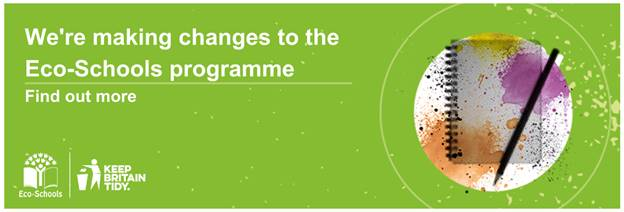 We're making changes to the
Eco-Schools programme
Find out more
Eco-Schools
KEEP
BRITAIN
TIDY.